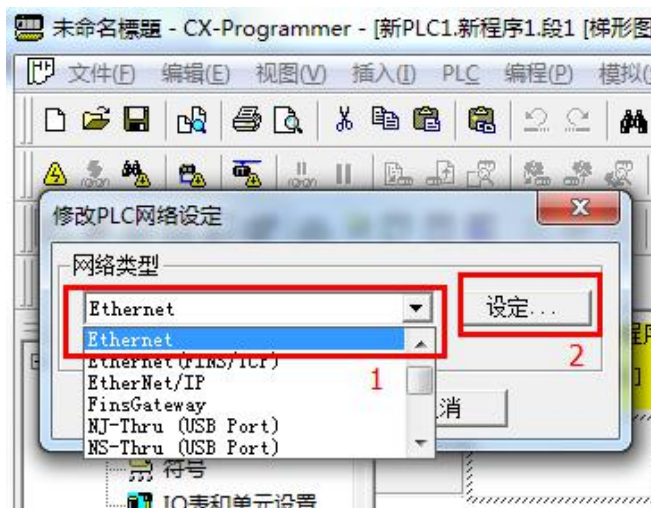 未命名標題 - CX-Programmer - [新PLC1.新程序1.段1 [梯形图
文件(F) 编辑(E) 视图(V) 插入(I) PLC 编程(P) 模拟(
修改PLC网络设定
网络类型
Ethernet
设定...
Ethernet
Ethernet(FINS/TCP)
EtherNet/IP
FinsGateway
NJ-Thru (USB Port)
NS-Thru (USB Port)
1
2
消
符号
IO表和单元设置